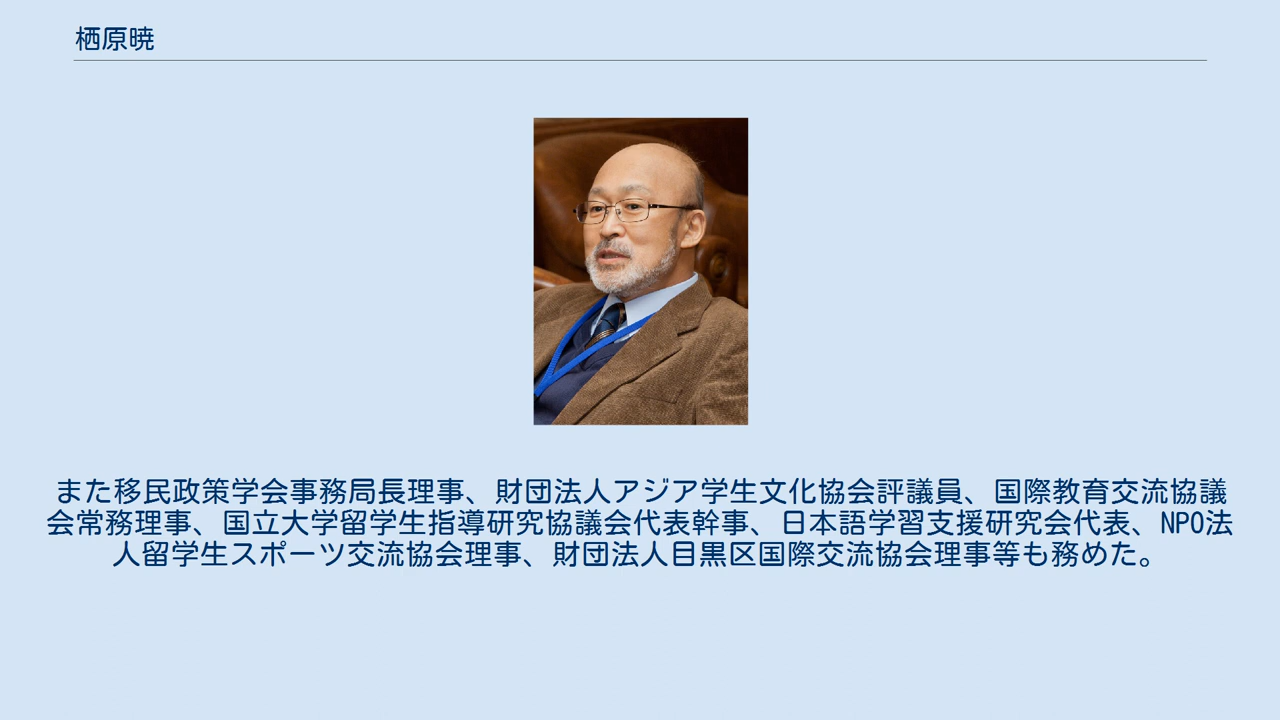 栖原暁
また移民政策学会事務局長理事、財団法人アジア学生文化協会評議員、国際教育交流協議
会常務理事、国立大学留学生指導研究協議会代表幹事、日本語学習支援研究会代表、NPO法
人留学生スポーツ交流協会理事、財団法人目黒区国際交流協会理事等も務めた。